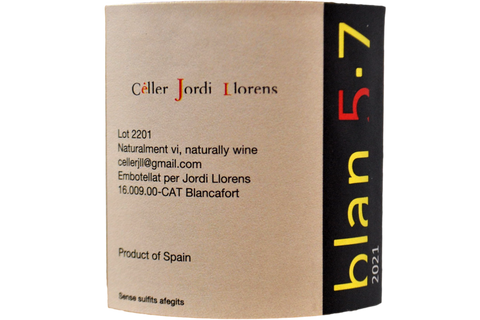 Cèller Jordi Llorens
Lot 2201
Naturalment vi, naturally wine
cellerjll@gmail.com
Embotellat per Jordi Llorens
16.009.00-CAT Blancafort
Product of Spain
Sense sulfits afegits
blan 5.7
2021